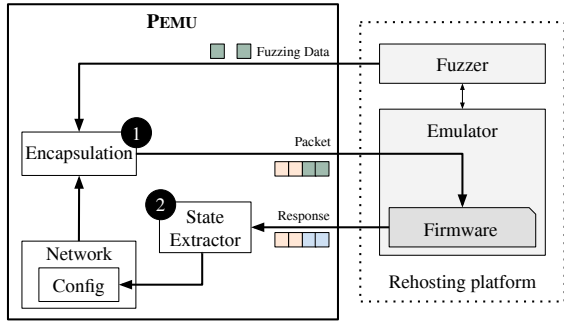 PEMU
Fuzzing Data
Fuzzer
1
Encapsulation
Packet
Emulator
2
State
Extractor
Response
Firmware
Network
Config
Rehosting platform